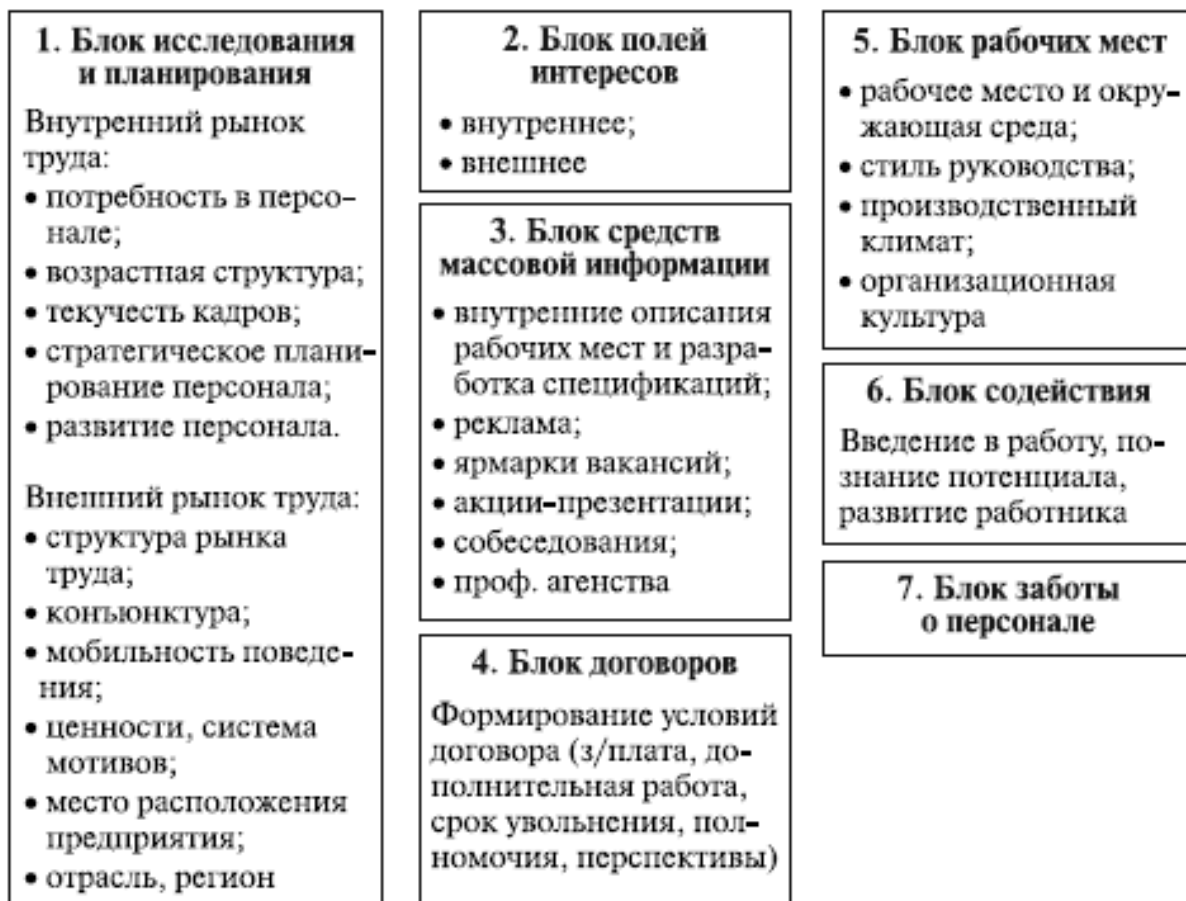 1. Блок исследования
и планирования
Внутренний рынок
труда:
• потребность в персо-
нале;
• возрастная структура;
• текучесть кадров;
• стратегическое плани-
рование персонала;
• развитие персонала.
Внешний рынок труда:
• структура рынка
труда;
• конъюнктура;
• мобильность поведе-
ния;
• ценности, система
мотивов;
• место расположения
предприятия;
• отрасль, регион
2. Блок полей
интересов
• внутреннее;
• внешнее
3. Блок средств
массовой информации
• внутренние описания
рабочих мест и разра-
ботка спецификаций;
• реклама;
• ярмарки вакансий;
• акции-презентации;
• собеседования;
• проф. агенства
4. Блок договоров
Формирование условий
договора (з/плата, до-
полнительная работа,
срок увольнения, пол-
номочия, перспективы)
5. Блок рабочих мест
• рабочее место и окру-
жающая среда;
• стиль руководства;
• производственный
климат;
• организационная
культура
6. Блок содействия
Введение в работу, по-
знание потенциала,
развитие работника
7. Блок заботы
о персонале